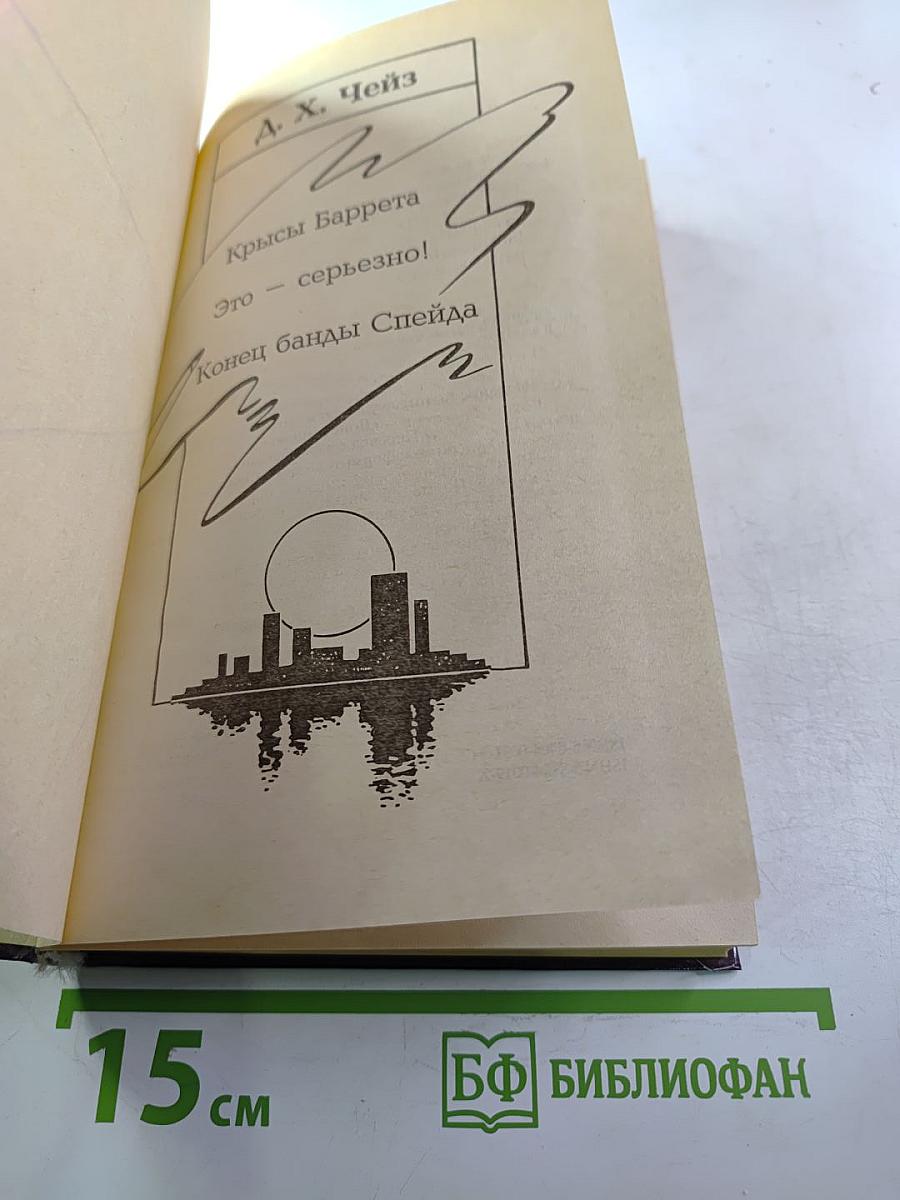 Д. Х. Чейз
Крысы Баррета
Это — серьезно!
Конец банды Спейда
15 см
БФ БИБЛИОФАН